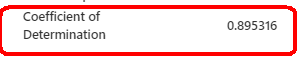 Coefficient of
Determination
0.895316